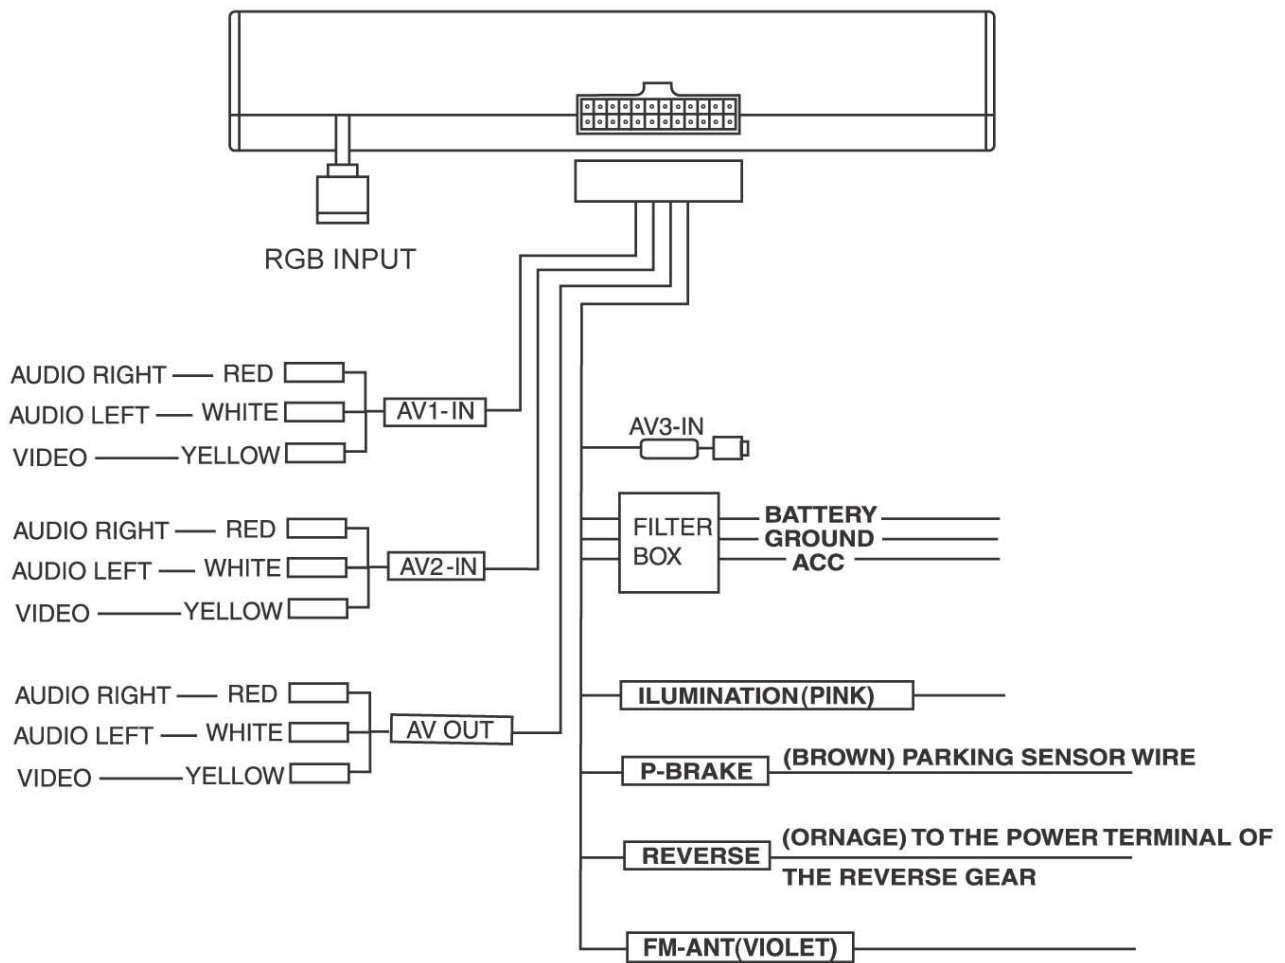 RGB INPUT
AUDIO RIGHT RED
AUDIO LEFT WHITE AV1-IN
VIDEO YELLOW
AUDIO RIGHT RED
AUDIO LEFT WHITE AV2-IN
VIDEO YELLOW
AUDIO RIGHT RED
AUDIO LEFT WHITE AV OUT
VIDEO YELLOW
AV3-IN
FILTER
BOX
BATTERY
GROUND
ACC
ILUMINATION(PINK)
P-BRAKE (BROWN) PARKING SENSOR WIRE
REVERSE (ORNAGE) TO THE POWER TERMINAL OF
THE REVERSE GEAR
FM-ANT(VIOLET)